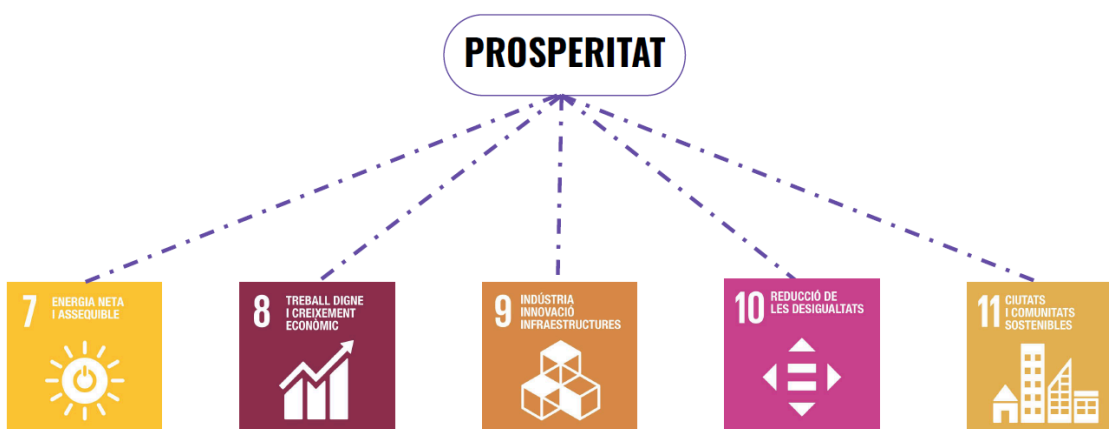 PROSPERITAT
7
ENERGIA NETA
I ASSEQUIBLE
8
TREBALL DIGNE
I CREIXEMENT
ECONÒMIC
9
INDÚSTRIA
INNOVACIÓ
INFRAESTRUCTURES
10
REDUCCIÓ DE
LES DESIGUALTATS
11
CIUTATS
I COMUNITATS
SOSTENIBLES